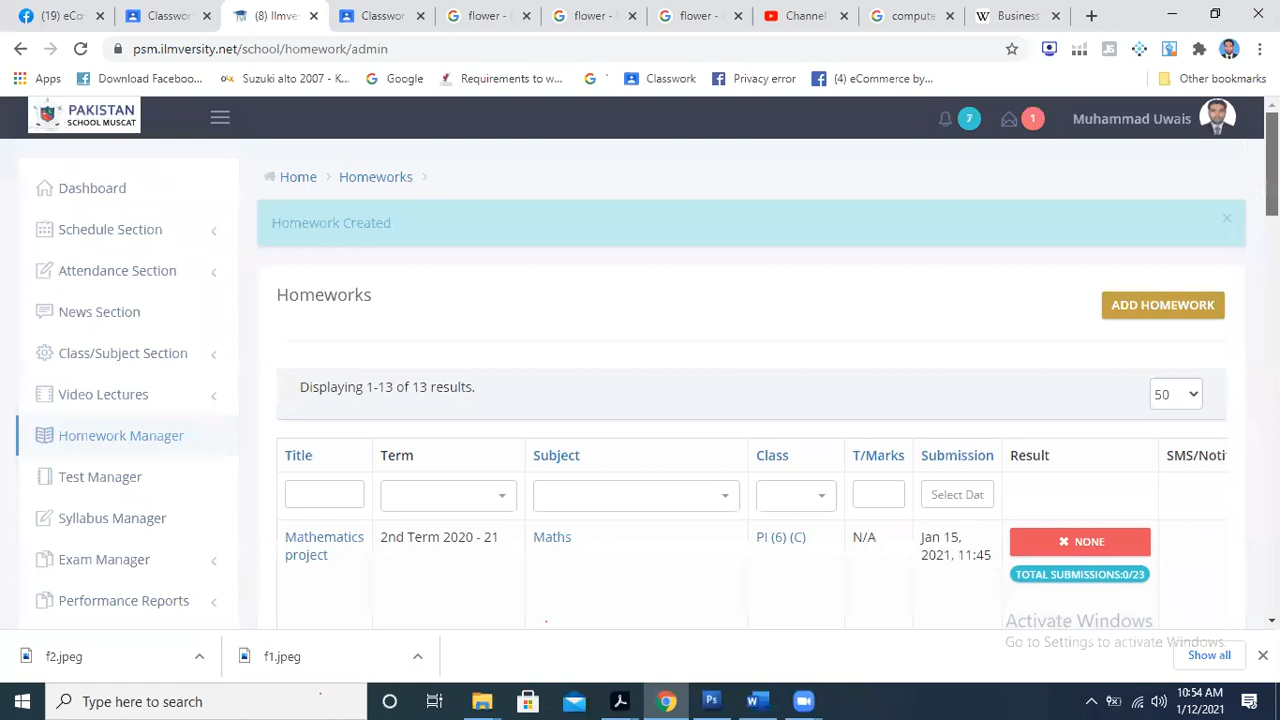 (19) eCo
Classwor
(8) Ilmve
Classwor
flower -
flower -
flower -
Channel
compute
Business
psm.ilmversity.net/school/homework/admin
Apps
Download Faceboo...
Suzuki alto 2007 - K...
Google
Requirements to w...
Classwork
Privacy error
(4) eCommerce by...
Other bookmarks
PAKISTAN
SCHOOL MUSCAT
7
1
Muhammad Uwais
Dashboard
Schedule Section
Attendance Section
News Section
Class/Subject Section
Video Lectures
Homework Manager
Test Manager
Syllabus Manager
Exam Manager
Performance Reports
Home > Homeworks >
Homework Created
Homeworks
ADD HOMEWORK
Displaying 1-13 of 13 results.
50
Title Term Subject Class T/Marks Submission Result SMS/Noti
Select Dat
Mathematics project
2nd Term 2020 - 21
Maths
PI (6) (C)
N/A
Jan 15, 2021, 11:45
NONE
TOTAL SUBMISSIONS:0/23
Activate Windows
Go to Settings to activate Windows.
f2.jpeg
f1.jpeg
Show all
Type here to search
10:54 AM
1/12/2021